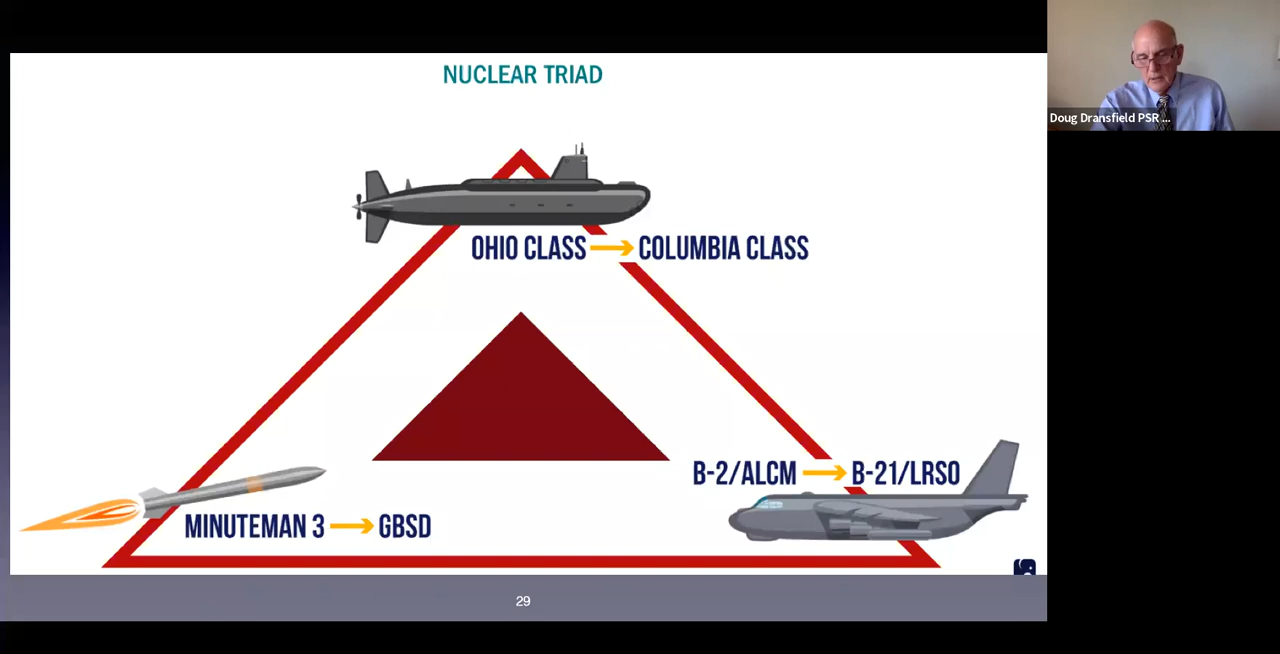 NUCLEAR TRIAD
Doug Dransfield PSR ...
OHIO CLASS → COLUMBIA CLASS
B-2/ALCM → B-21/LRSO
MINUTEMAN 3 → GBSD
29